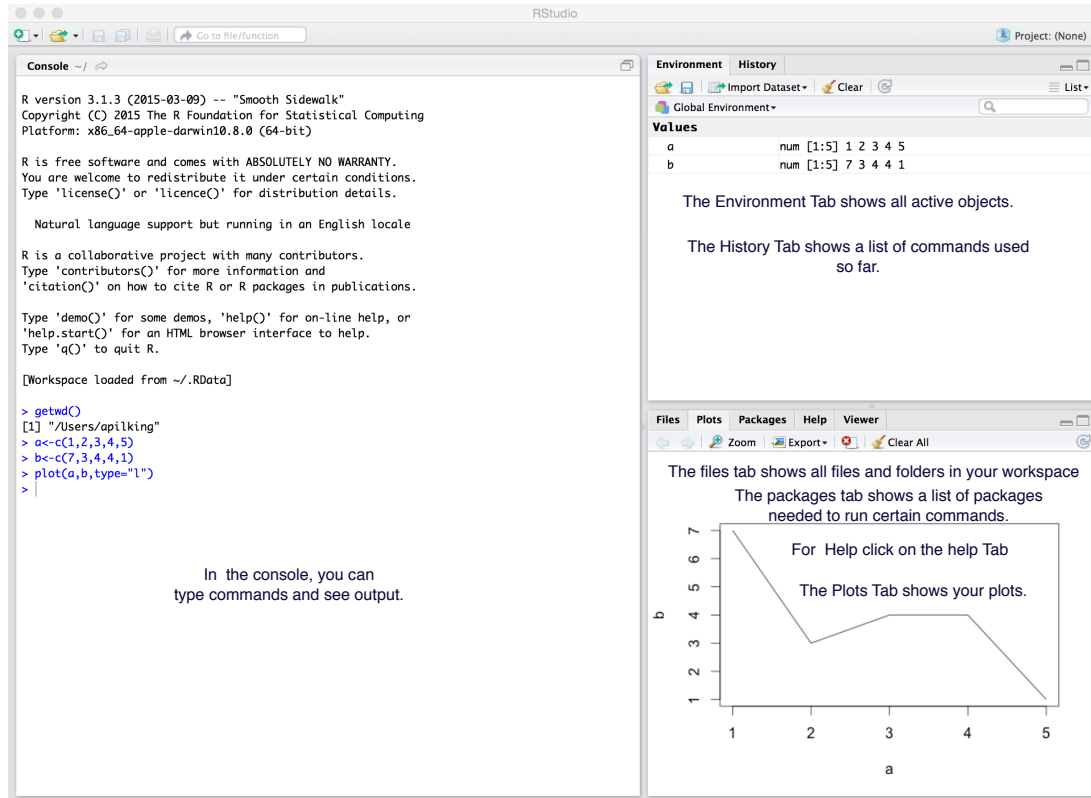 RStudio
Go to file/function
Project: (None)
Console ~/
R version 3.1.3 (2015-03-09) -- "Smooth Sidewalk"
Copyright (C) 2015 The R Foundation for Statistical Computing
Platform: x86_64-apple-darwin10.8.0 (64-bit)
R is free software and comes with ABSOLUTELY NO WARRANTY.
You are welcome to redistribute it under certain conditions.
Type 'license()' or 'licence()' for distribution details.
Natural language support but running in an English locale
R is a collaborative project with many contributors.
Type 'contributors()' for more information and
'citation()' on how to cite R or R packages in publications.
Type 'demo()' for some demos, 'help()' for on-line help, or
'help.start()' for an HTML browser interface to help.
Type 'q()' to quit R.
[Workspace loaded from ~/.RData]
> getwd()
[1] "/Users/apilking"
> a<-c(1,2,3,4,5)
> b<-c(7,3,4,4,1)
> plot(a,b,type="l")
>
In the console, you can
type commands and see output.
Environment History
Import Dataset Clear List
Global Environment
Values
a num [1:5] 1 2 3 4 5
b num [1:5] 7 3 4 4 1
The Environment Tab shows all active objects.
The History Tab shows a list of commands used
so far.
Files Plots Packages Help Viewer
Zoom Export Clear All
The files tab shows all files and folders in your workspace
The packages tab shows a list of packages
needed to run certain commands.
For Help click on the help Tab
The Plots Tab shows your plots.
7
6
5
4
3
2
1
b
1 2 3 4 5
a